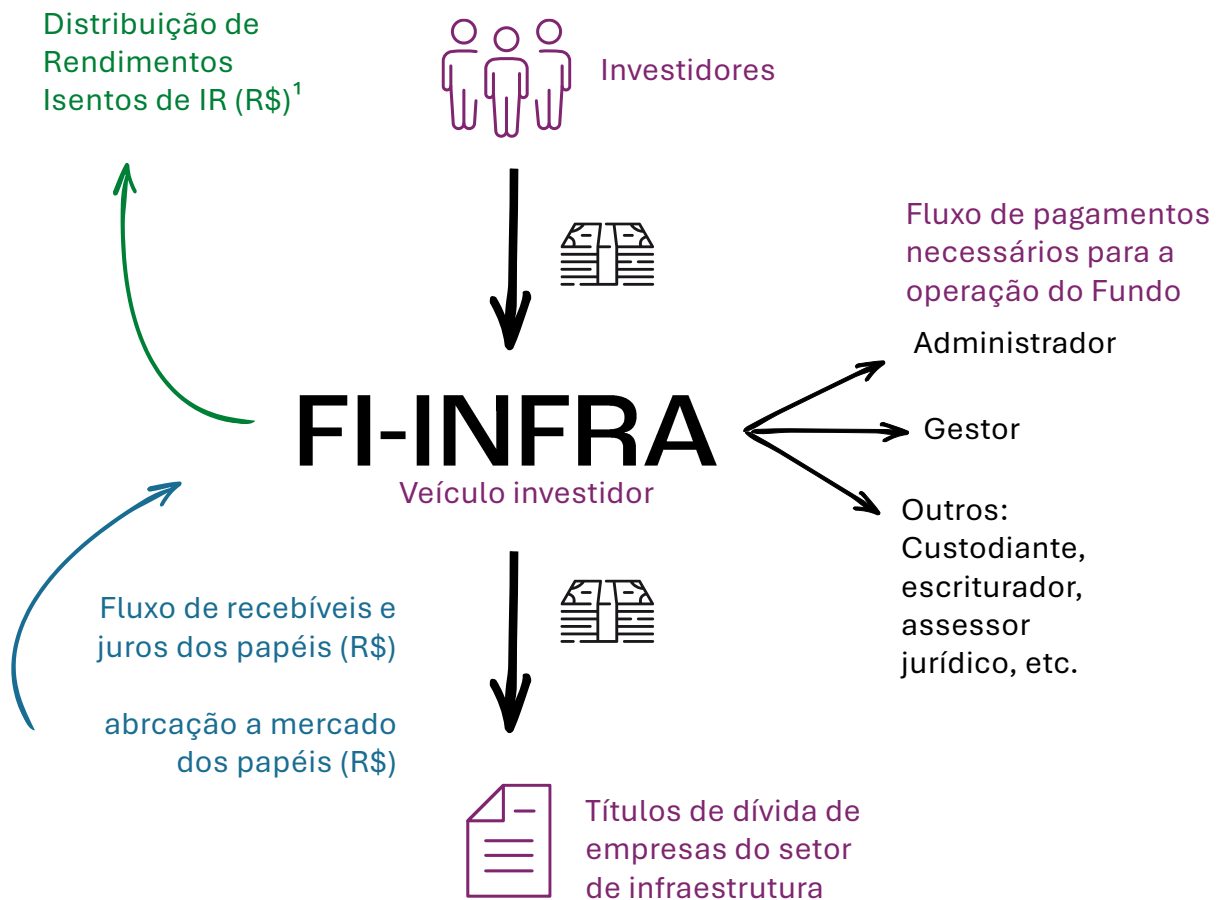 Distribuição de
Rendimentos
Isentos de IR (R$)¹
Investidores
Fluxo de pagamentos
necessários para a
operação do Fundo
Administrador
Gestor
Outros:
Custodiante,
escriturador,
assessor
jurídico, etc.
FI-INFRA
Veículo investidor
Fluxo de recebíveis e
juros dos papéis (R$)
abrcação a mercado
dos papéis (R$)
Títulos de dívida de
empresas do setor
de infraestrutura